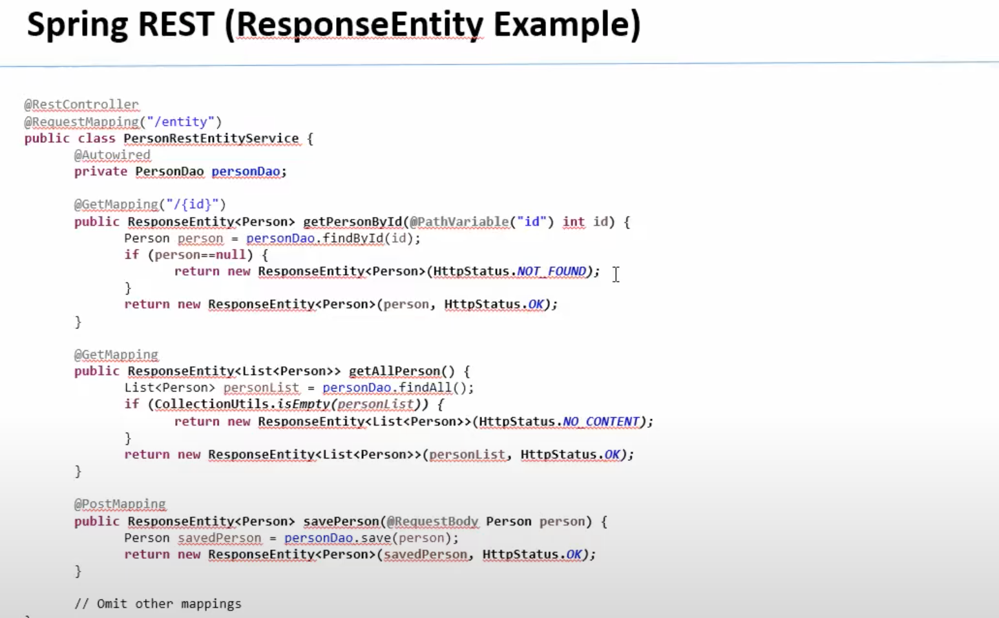 Spring REST (ResponseEntity Example)
@RestController
@RequestMapping("/entity")
public class PersonRestEntityService {
@Autowired
private PersonDao personDao;
@GetMapping("/{id}")
public ResponseEntity<Person> getPersonById(@PathVariable("id") int id) {
Person person = personDao.findById(id);
if (person==null) {
return new ResponseEntity<Person>(HttpStatus.NOT_FOUND);
}
return new ResponseEntity<Person>(person, HttpStatus.OK);
}
@GetMapping
public ResponseEntity<List<Person>> getAllPerson() {
List<Person> personList = personDao.findAll();
if (CollectionUtils.isEmpty(personList)) {
return new ResponseEntity<List<Person>>(HttpStatus.NO_CONTENT);
}
return new ResponseEntity<List<Person>>(personList, HttpStatus.OK);
}
@PostMapping
public ResponseEntity<Person> savePerson(@RequestBody Person person) {
Person savedPerson = personDao.save(person);
return new ResponseEntity<Person>(savedPerson, HttpStatus.OK);
}
// Omit other mappings